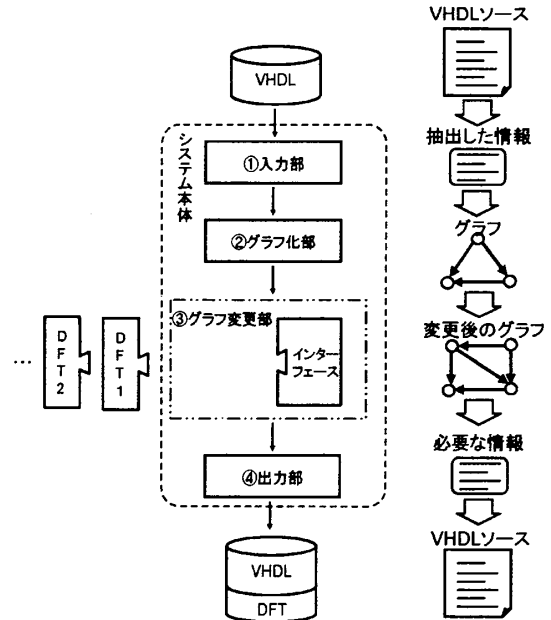 VHDL
システム本体
①入力部
②グラフ化部
③グラフ変更部
インター
フェース
…
DFT2
DFT1
④出力部
VHDL
DFT
VHDLソース
抽出した情報
グラフ
変更後のグラフ
必要な情報
VHDLソース